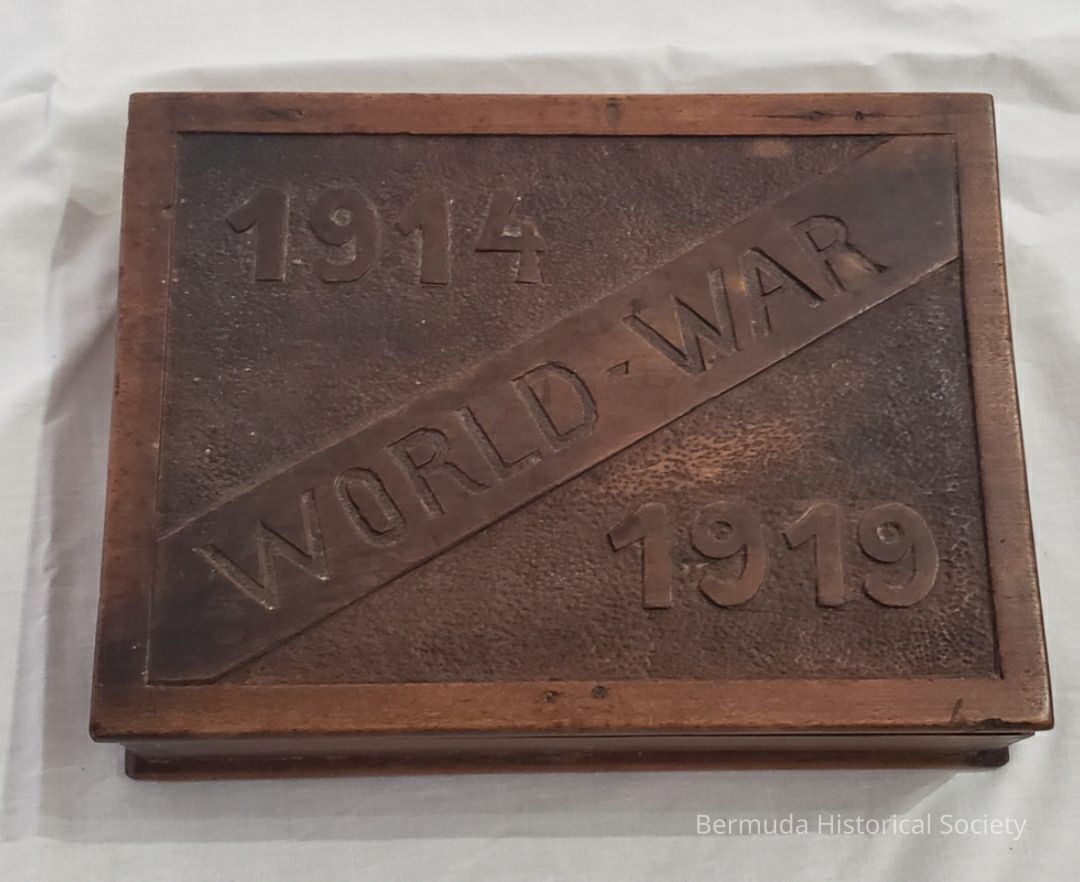 1914
WORLD-WAR
1919
Bermuda Historical Society